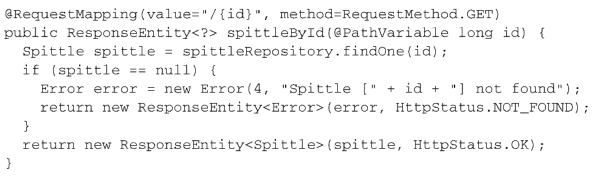 @RequestMapping(value="/{id}", method=RequestMethod.GET)
public ResponseEntity<?> spittleById(@PathVariable long id) {
  Spittle spittle = spittleRepository.findOne(id);
  if (spittle == null) {
    Error error = new Error(4, "Spittle [" + id + "] not found");
    return new ResponseEntity<Error>(error, HttpStatus.NOT_FOUND);
  }
  return new ResponseEntity<Spittle>(spittle, HttpStatus.OK);
}